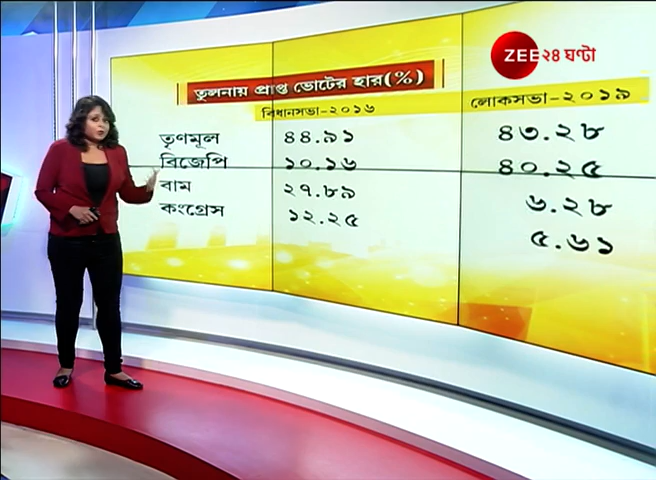 ZEE ২৪ ঘণ্টা
তুলনায় প্রাপ্ত ভোটের হার(%)
বিধানসভা-২০১৬ লোকসভা-২০১৯
তৃণমূল ৪৪.৯১ ৪৩.২৮
বিজেপি ১০.১৬ ৪০.২৫
বাম ২৭.৮৯ ৬.২৮
কংগ্রেস ১২.২৫ ৫.৬১